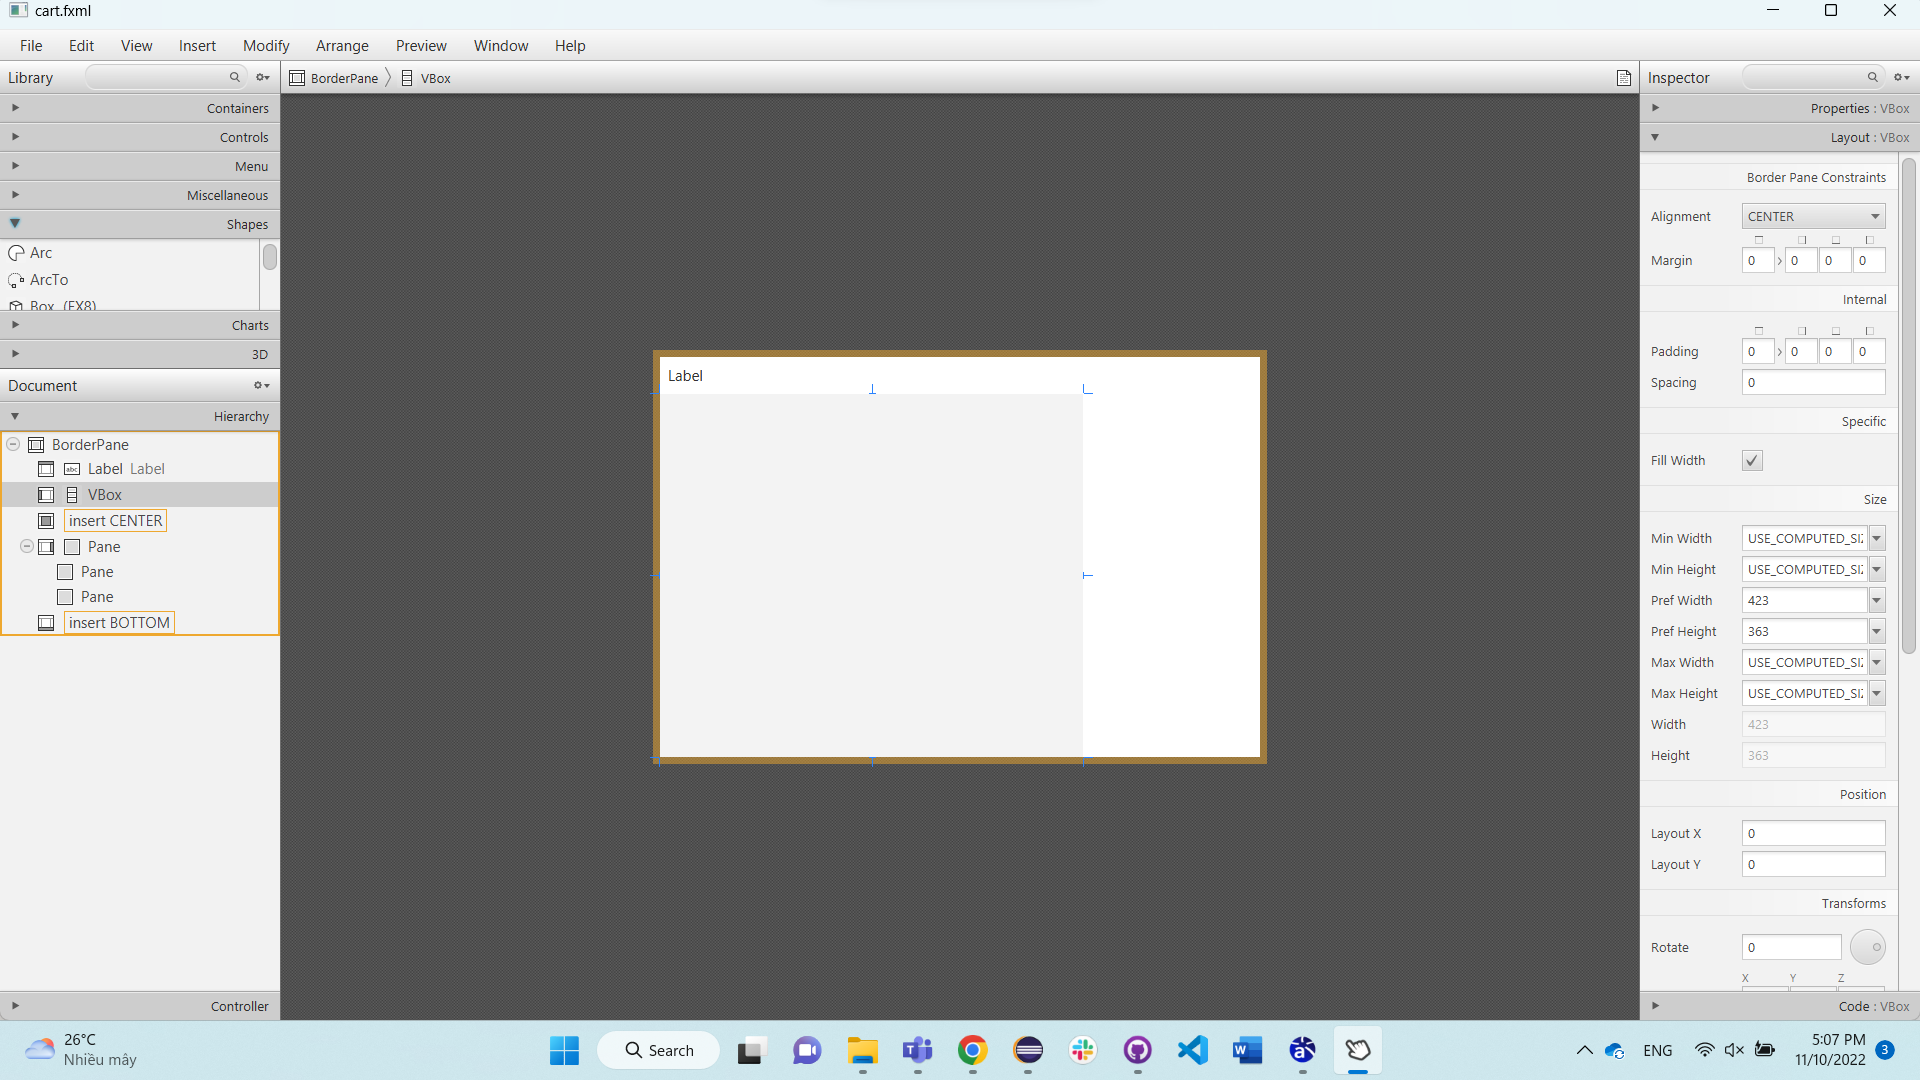 cart.fxml
File Edit View Insert Modify Arrange Preview Window Help
Library
BorderPane VBox
Inspector
Containers
Controls
Menu
Miscellaneous
Shapes
Arc
ArcTo
Box (FX8)
Charts
3D
Document
Hierarchy
BorderPane
abc Label Label
VBox
insert CENTER
Pane
Pane
Pane
insert BOTTOM
Controller
Label
Properties : VBox
Layout : VBox
Border Pane Constraints
Alignment CENTER
Margin 0 > 0 0 0
Internal
Padding 0 > 0 0 0
Spacing 0
Specific
Fill Width
Size
Min Width USE_COMPUTED_SIZ
Min Height USE_COMPUTED_SIZ
Pref Width 423
Pref Height 363
Max Width USE_COMPUTED_SIZ
Max Height USE_COMPUTED_SIZ
Width 423
Height 363
Position
Layout X 0
Layout Y 0
Transforms
Rotate 0
X Y Z
Code : VBox
26°C
Nhiều mây
Search
ENG
5:07 PM
11/10/2022
3